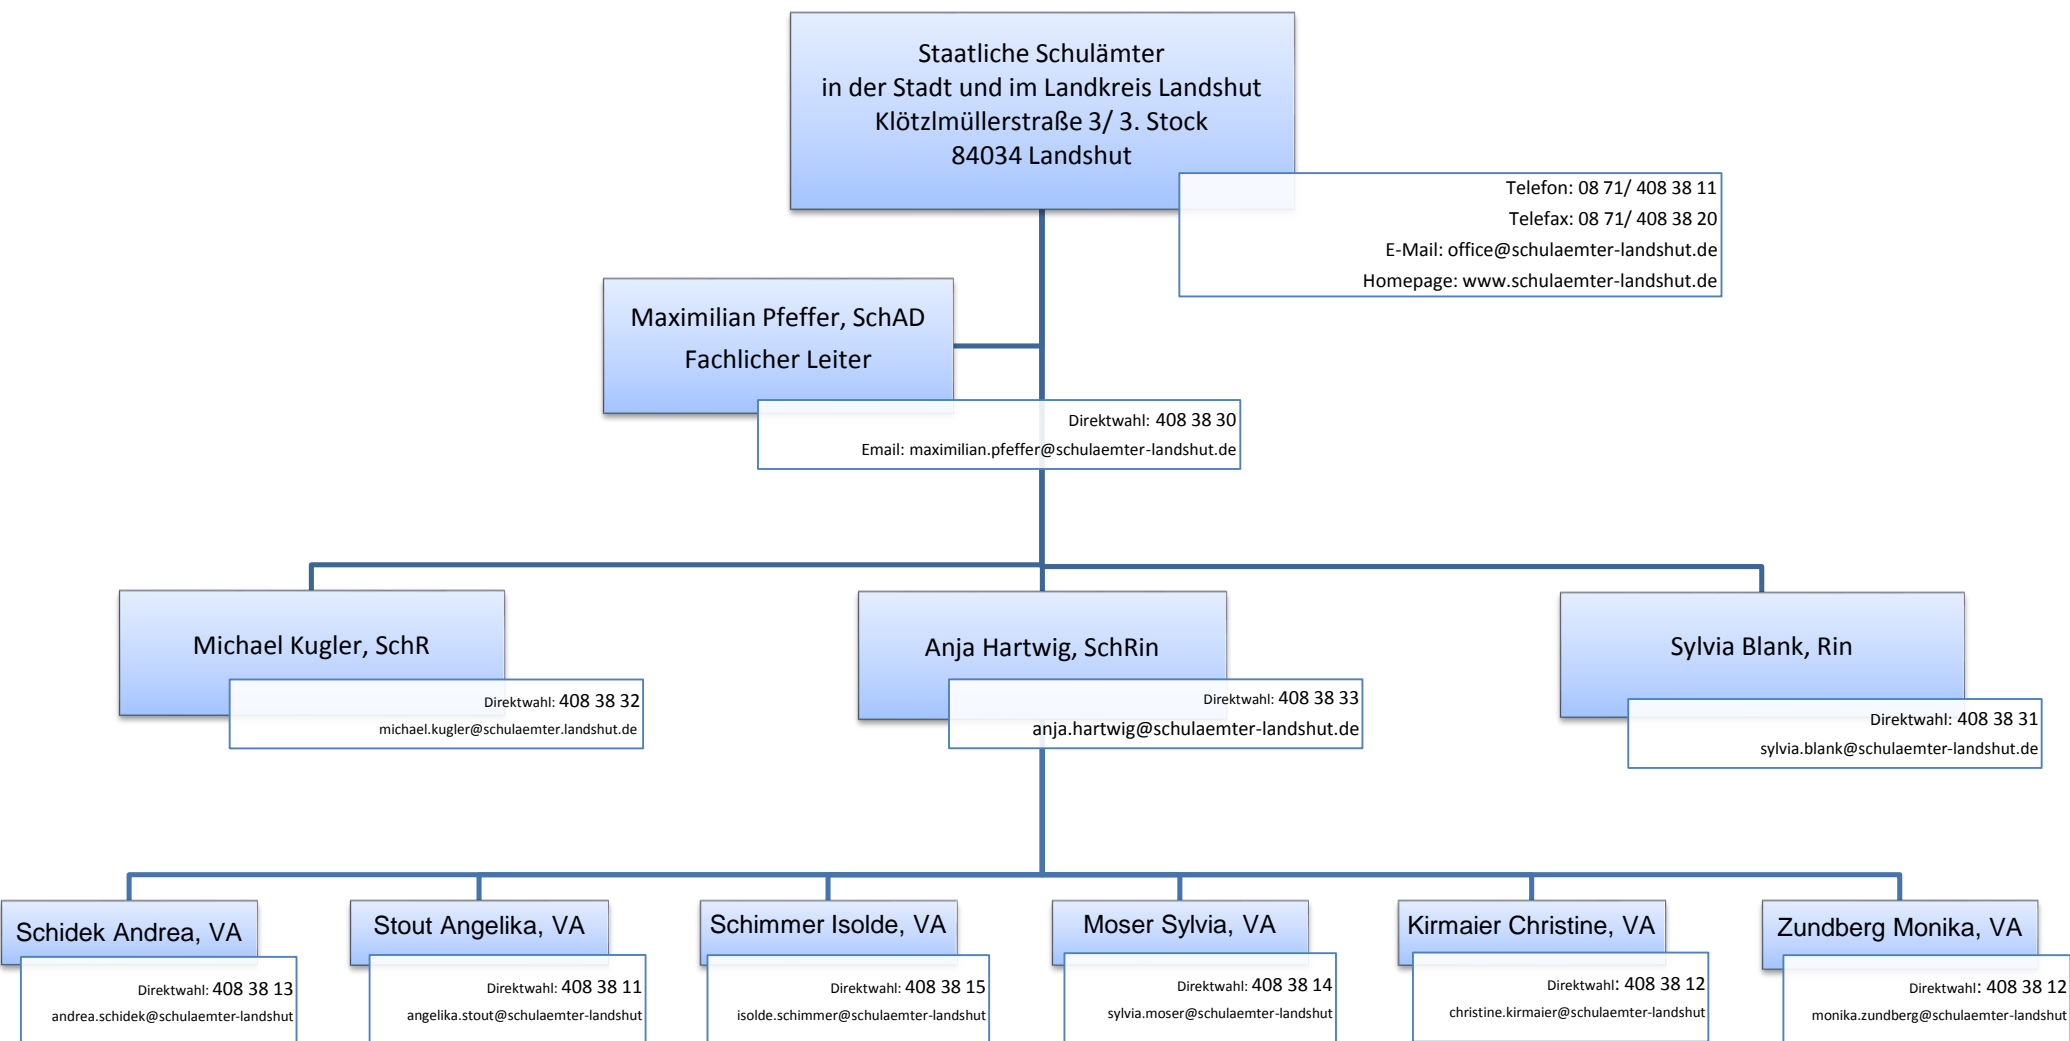 Staatliche Schulämter
in der Stadt und im Landkreis Landshut
Klötzlmüllerstraße 3/ 3. Stock
84034 Landshut
Telefon: 08 71/ 408 38 11
Telefax: 08 71/ 408 38 20
E-Mail: office@schulaemter-landshut.de
Homepage: www.schulaemter-landshut.de
Maximilian Pfeffer, SchAD
Fachlicher Leiter
Direktwahl: 408 38 30
Email: maximilian.pfeffer@schulaemter-landshut.de
Michael Kugler, SchR
Direktwahl: 408 38 32
michael.kugler@schulaemter.landshut.de
Anja Hartwig, SchRin
Direktwahl: 408 38 33
anja.hartwig@schulaemter-landshut.de
Sylvia Blank, Rin
Direktwahl: 408 38 31
sylvia.blank@schulaemter-landshut.de
Schidek Andrea, VA
Direktwahl: 408 38 13
andrea.schidek@schulaemter-landshut
Stout Angelika, VA
Direktwahl: 408 38 11
angelika.stout@schulaemter-landshut
Schimmer Isolde, VA
Direktwahl: 408 38 15
isolde.schimmer@schulaemter-landshut
Moser Sylvia, VA
Direktwahl: 408 38 14
sylvia.moser@schulaemter-landshut
Kirmaier Christine, VA
Direktwahl: 408 38 12
christine.kirmaier@schulaemter-landshut
Zundberg Monika, VA
Direktwahl: 408 38 12
monika.zundberg@schulaemter-landshut